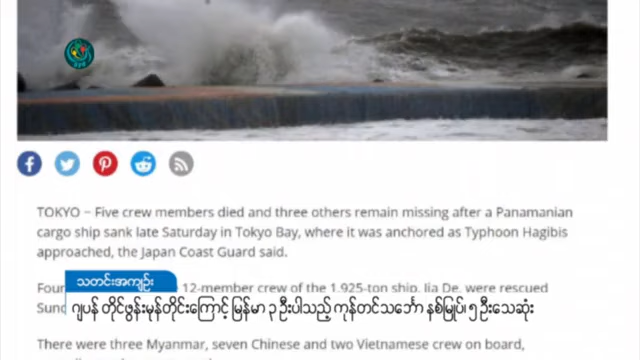 TOKYO – Five crew members died and three others remain missing after a Panamanian
cargo ship sank late Saturday in Tokyo Bay, where it was anchored as Typhoon Hagibis
approached, the Japan Coast Guard said.
12-member crew of the 1,925-ton ship, Jia De, were rescued
သတင်းအကျဉ်း
ဂျပန် တိုင်ဖွန်းမုန်တိုင်းကြောင့် မြန်မာ ၃ ဦးပါသည့် ကုန်တင်သင်္ဘော နစ်မြုပ်၊ ၅ ဦးသေဆုံး
There were three Myanmar, seven Chinese and two Vietnamese crew on board,